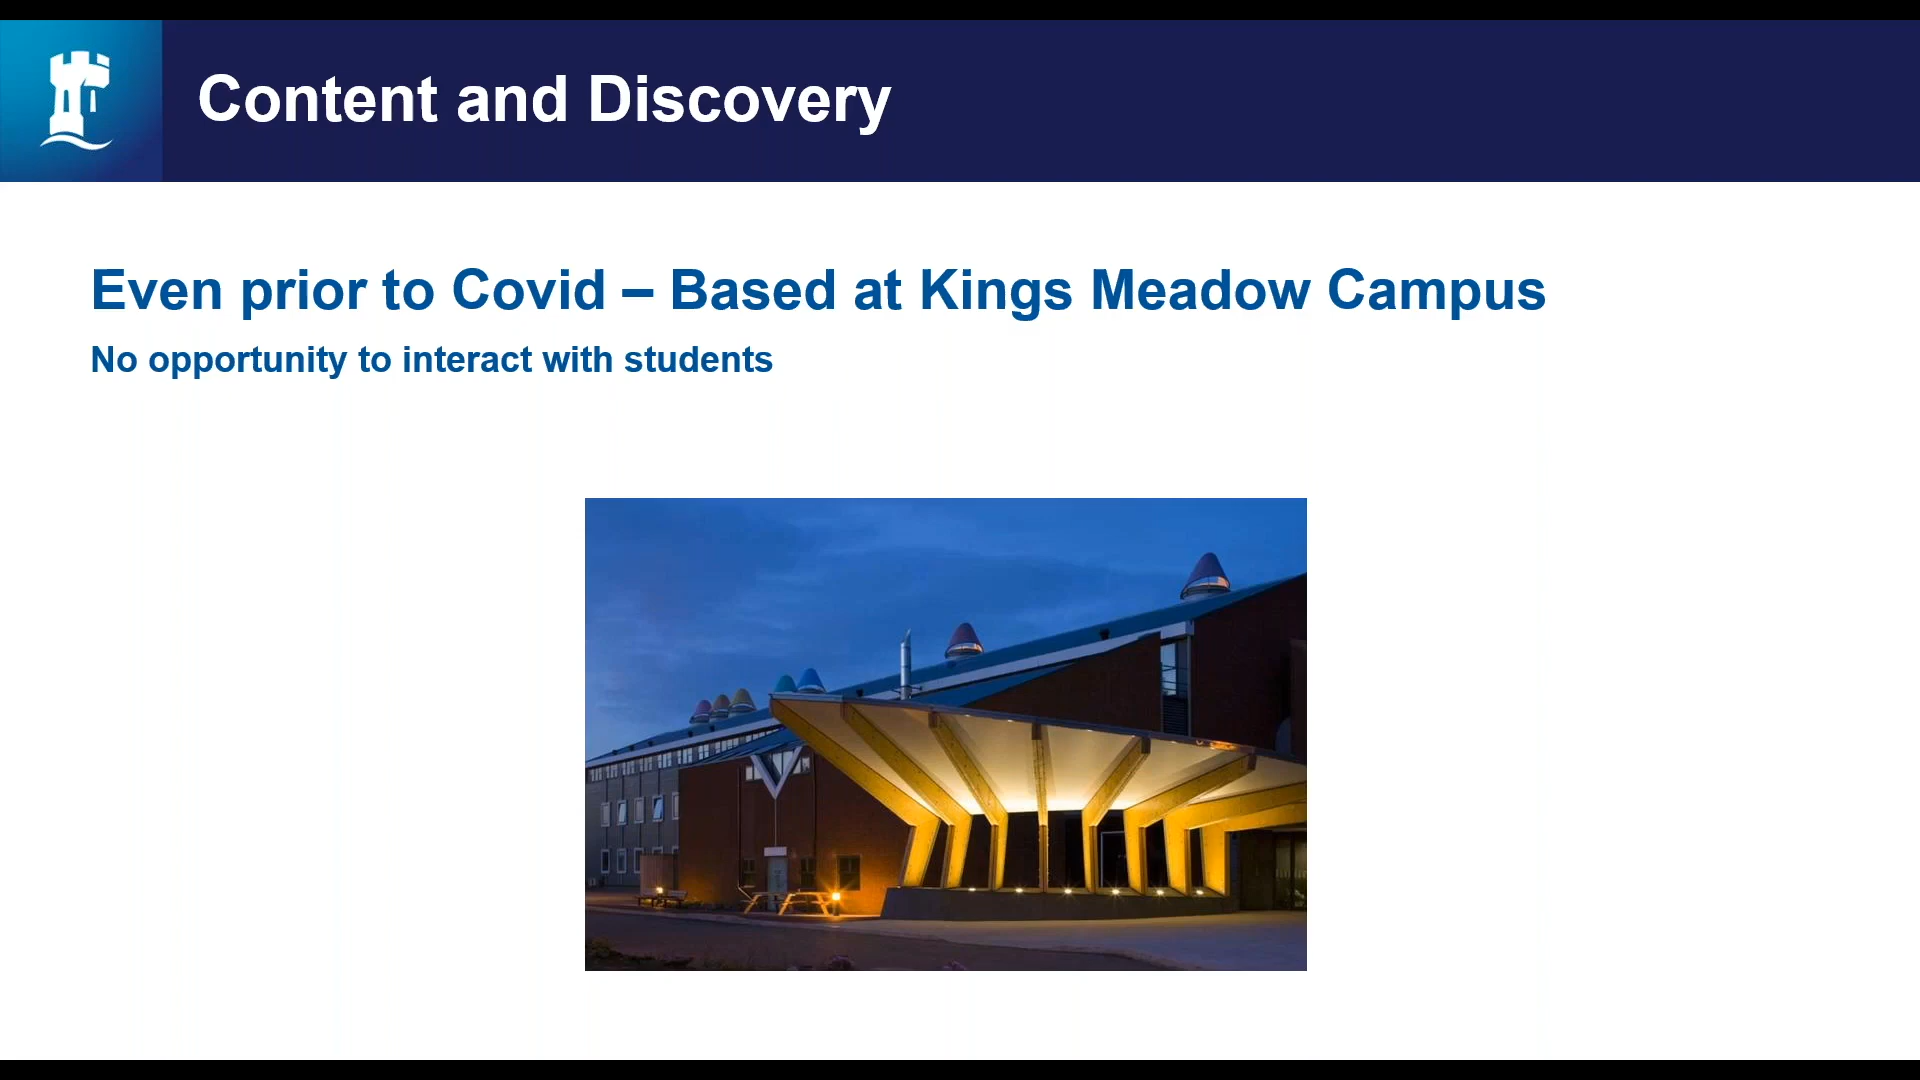 Content and Discovery
Even prior to Covid – Based at Kings Meadow Campus
No opportunity to interact with students